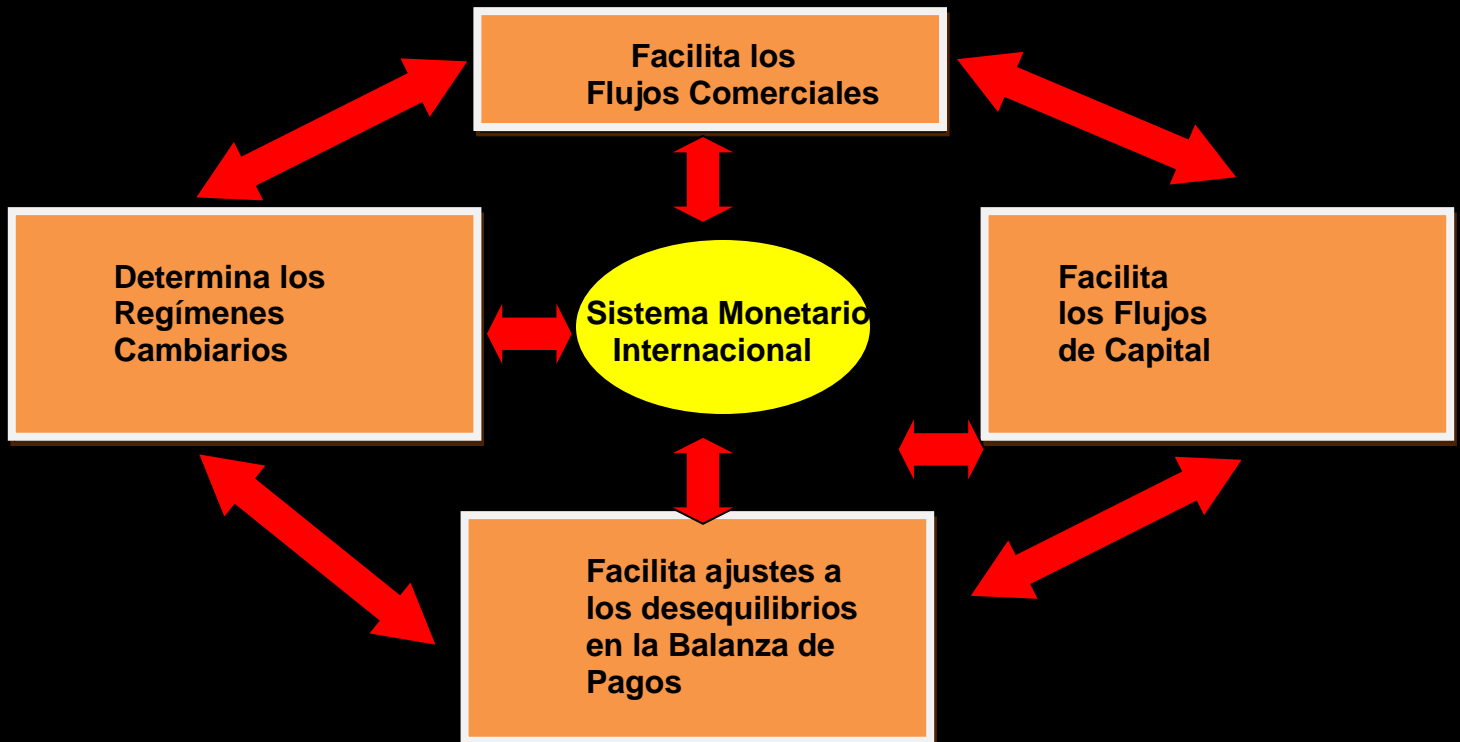 Facilita los
Flujos Comerciales
Determina los
Regímenes
Cambiarios
Sistema Monetario
Internacional
Facilita
los Flujos
de Capital
Facilita ajustes a
los desequilibrios
en la Balanza de
Pagos